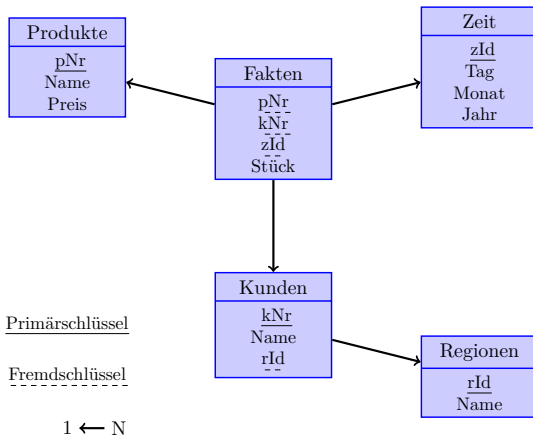 Produkte
pNr
Name
Preis
Fakten
pNr
kNr
zId
Stück
Zeit
zId
Tag
Monat
Jahr
Kunden
kNr
Name
rId
Regionen
rId
Name
Primärschlüssel
Fremdschlüssel
1 ← N